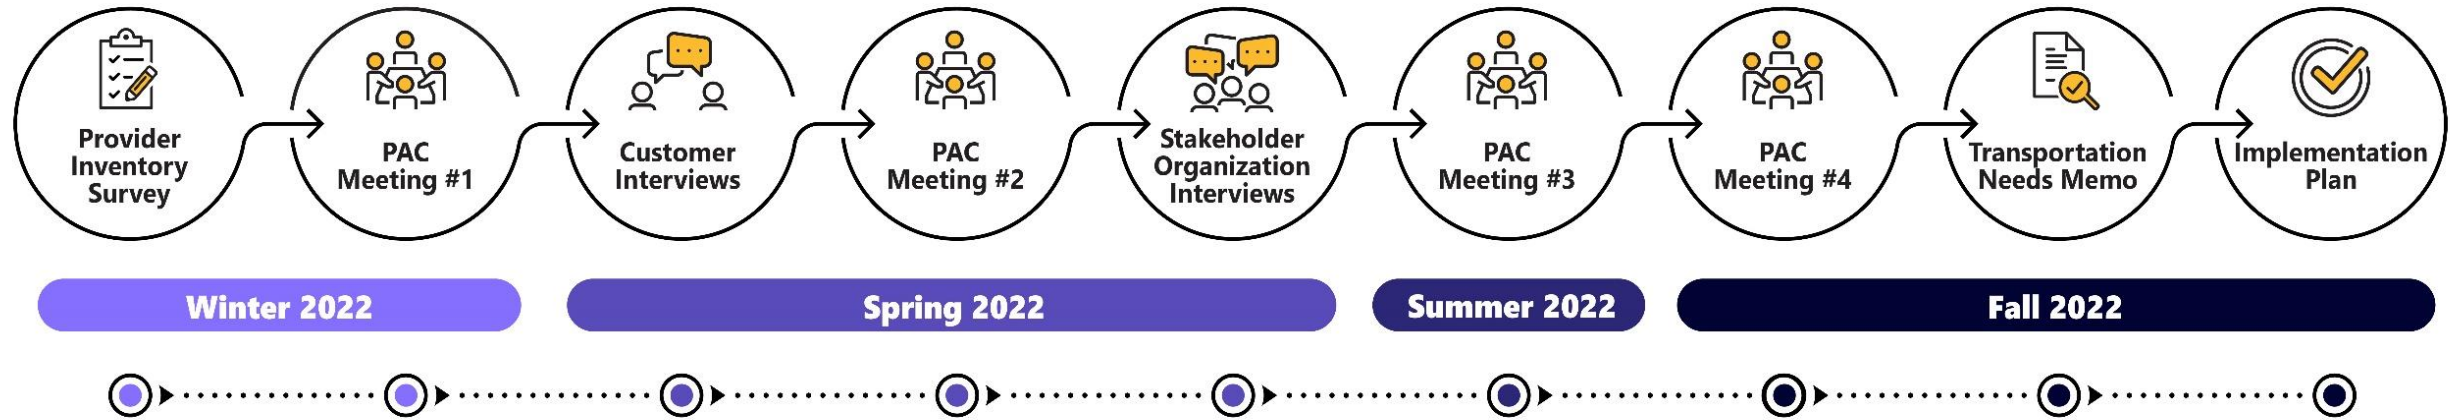 Provider
Inventory
Survey
PAC
Meeting #1
Customer
Interviews
PAC
Meeting #2
Stakeholder
Organization
Interviews
PAC
Meeting #3
PAC
Meeting #4
Transportation
Needs Memo
Implementation
Plan
Winter 2022
Spring 2022
Summer 2022
Fall 2022